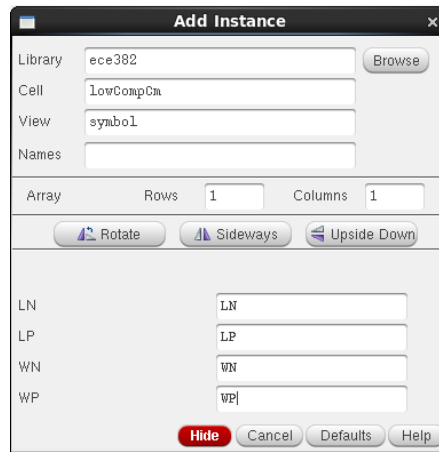 Add Instance ×
Library ece382 Browse
Cell lowCompCm
View symbol
Names
Array Rows 1 Columns 1
Rotate Sideways Upside Down
LN LN
LP LP
WN WN
WP WP
Hide Cancel Defaults Help